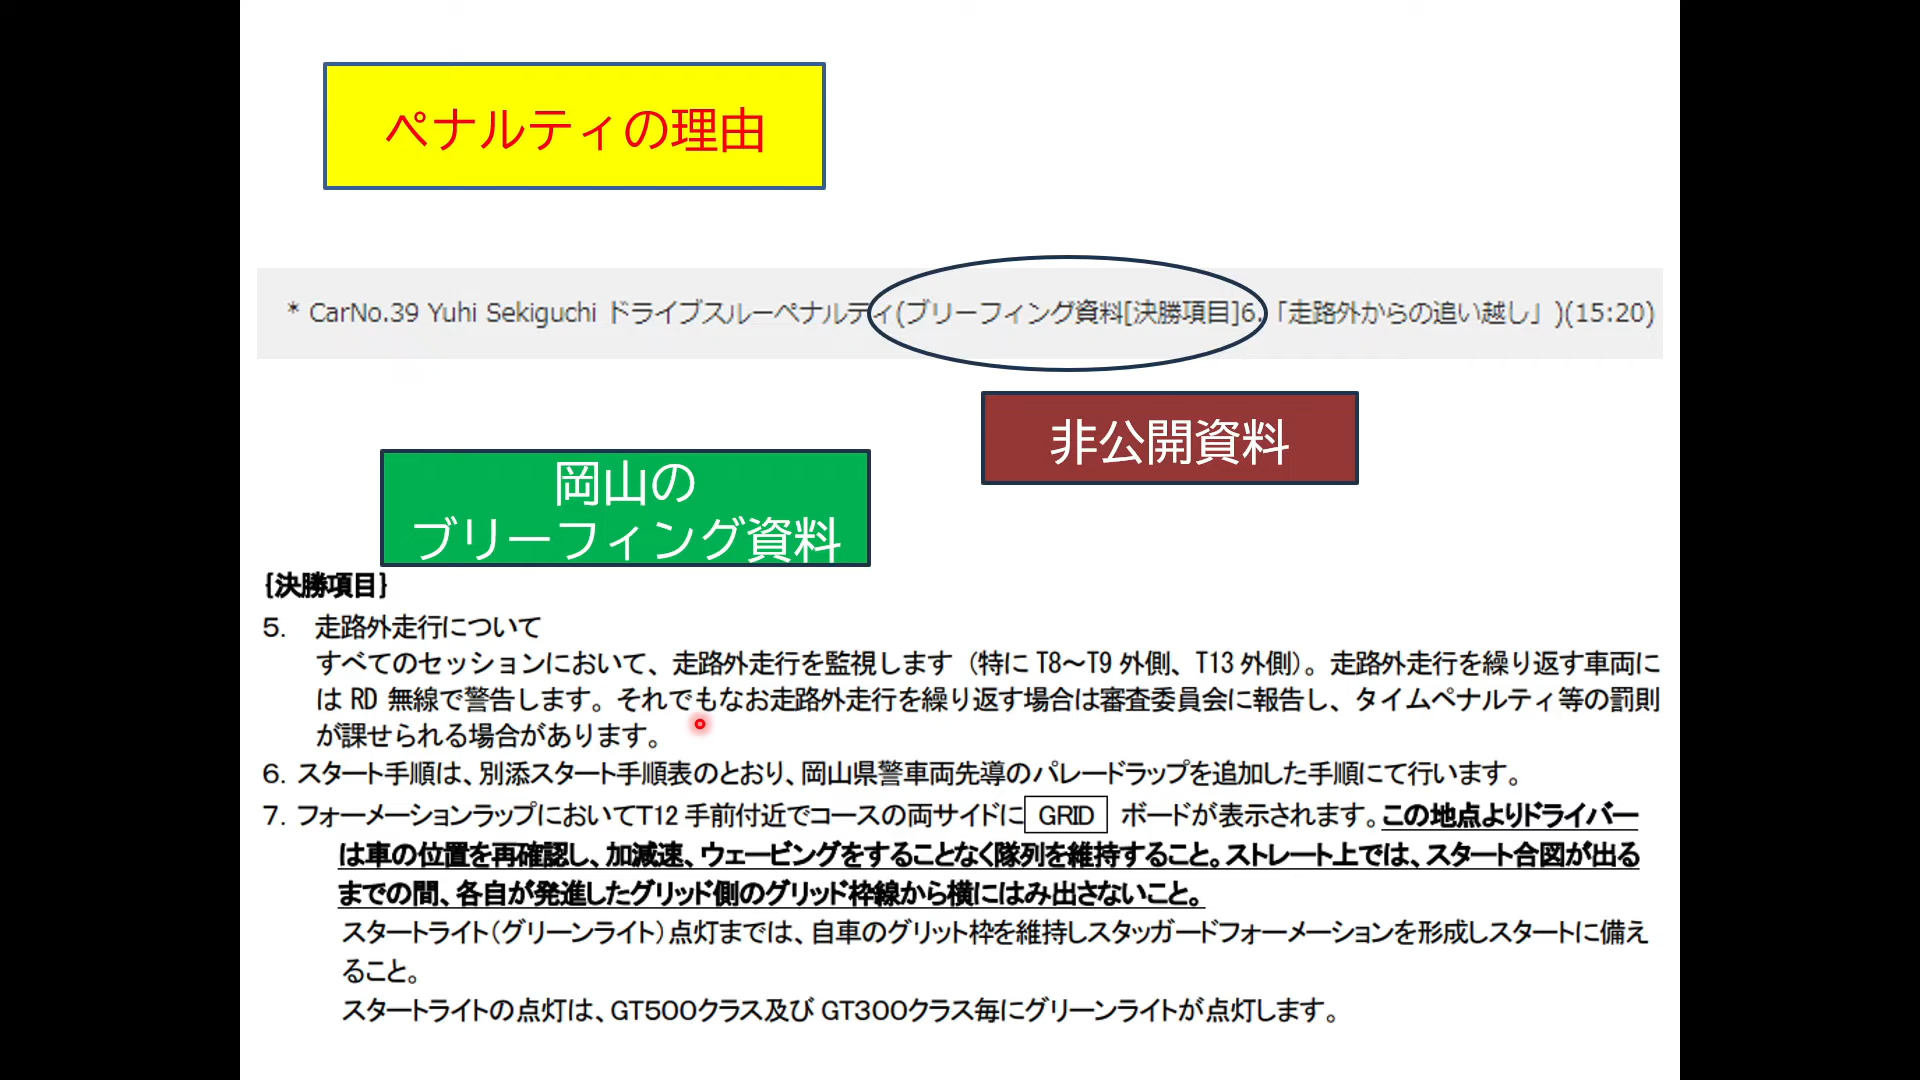 ペナルティの理由
* CarNo.39 Yuhi Sekiguchi ドライブスルーペナルティ(ブリーフィング資料[決勝項目]6.「走路外からの追い越し」)(15:20)
非公開資料
岡山の
ブリーフィング資料
{決勝項目}
5. 走路外走行について
すべてのセッションにおいて、走路外走行を監視します（特に T8～T9 外側、T13 外側）。走路外走行を繰り返す車両に
は RD 無線で警告します。それでもなお走路外走行を繰り返す場合は審査委員会に報告し、タイムペナルティ等の罰則
が課せられる場合があります。
6. スタート手順は、別添スタート手順表のとおり、岡山県警車両先導のパレードラップを追加した手順にて行います。
7. フォーメーションラップにおいてT12 手前付近でコースの両サイドに GRID ボードが表示されます。この地点よりドライバー
は車の位置を再確認し、加減速、ウェービングをすることなく隊列を維持すること。ストレート上では、スタート合図が出る
までの間、各自が発進したグリッド側のグリッド枠線から横にはみ出さないこと。
スタートライト（グリーンライト）点灯までは、自車のグリット枠を維持しスタッガードフォーメーションを形成しスタートに備え
ること。
スタートライトの点灯は、GT500クラス及び GT300クラス毎にグリーンライトが点灯します。